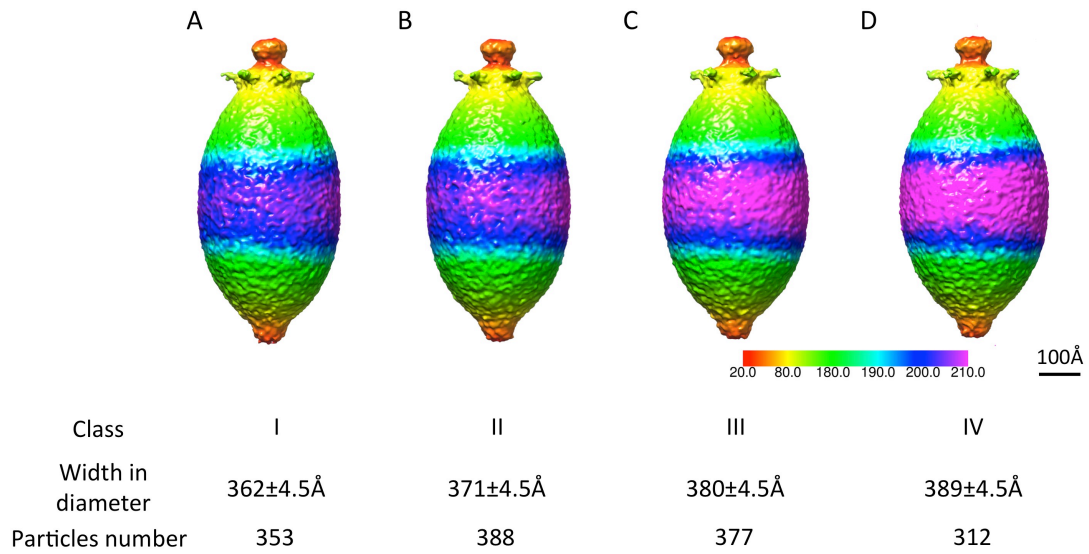 A B C D
20.0 80.0 180.0 190.0 200.0 210.0
100Å
Class I II III IV
Width in
diameter 362±4.5Å 371±4.5Å 380±4.5Å 389±4.5Å
Particles number 353 388 377 312